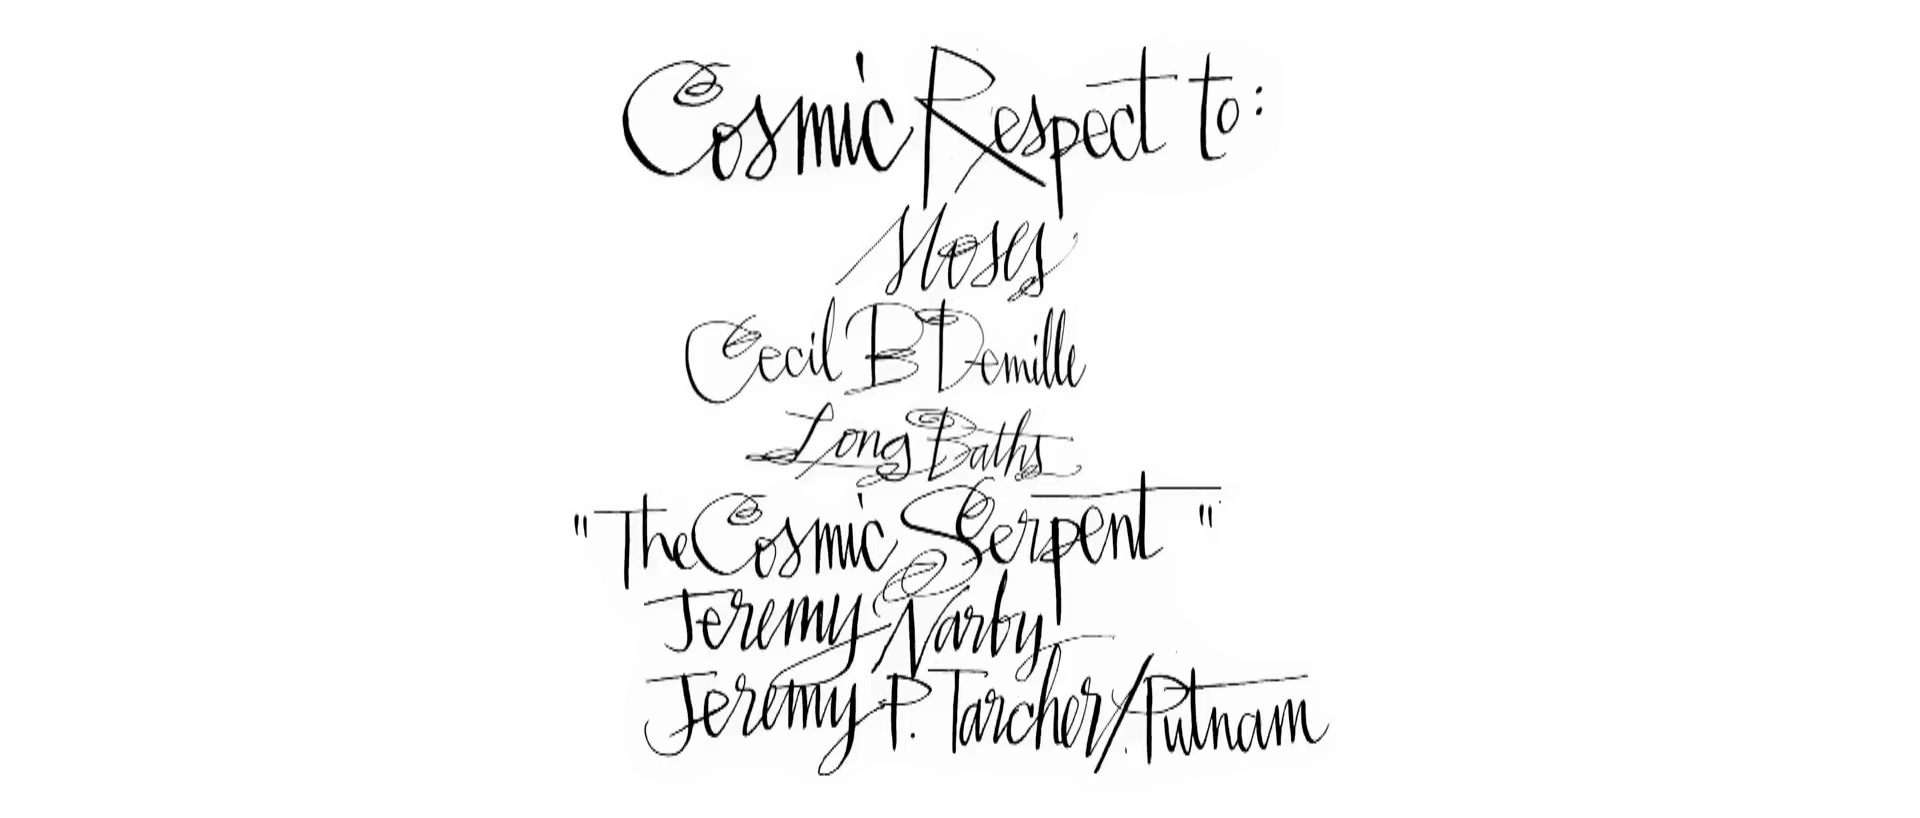 Cosmic Respect to:
Moses
Cecil B Demille
Long Baths
"The Cosmic Serpent"
Jeremy Narby
Jeremy P. Tarcher/Putnam